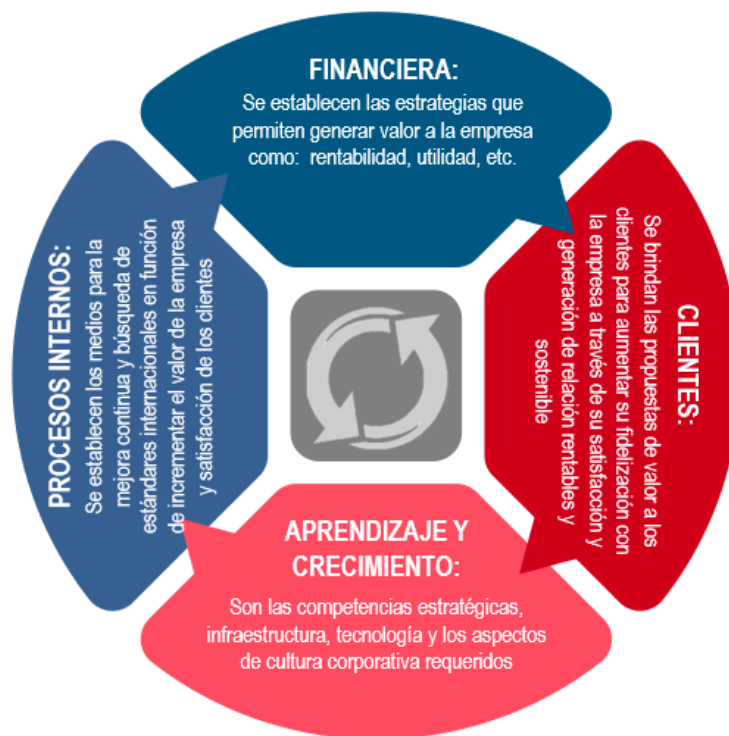 FINANCIERA:
Se establecen las estrategias que
permiten generar valor a la empresa
como: rentabilidad, utilidad, etc.
CLIENTES:
Se brindan las propuestas de valor a los
clientes para aumentar su fidelización con
la empresa a través de su satisfacción y
generación de relación rentables y
sostenible
APRENDIZAJE Y
CRECIMIENTO:
Son las competencias estratégicas,
infraestructura, tecnología y los aspectos
de cultura corporativa requeridos
PROCESOS INTERNOS:
Se establecen los medios para la
mejora continua y búsqueda de
estándares internacionales en función
de incrementar el valor de la empresa
y satisfacción de los clientes